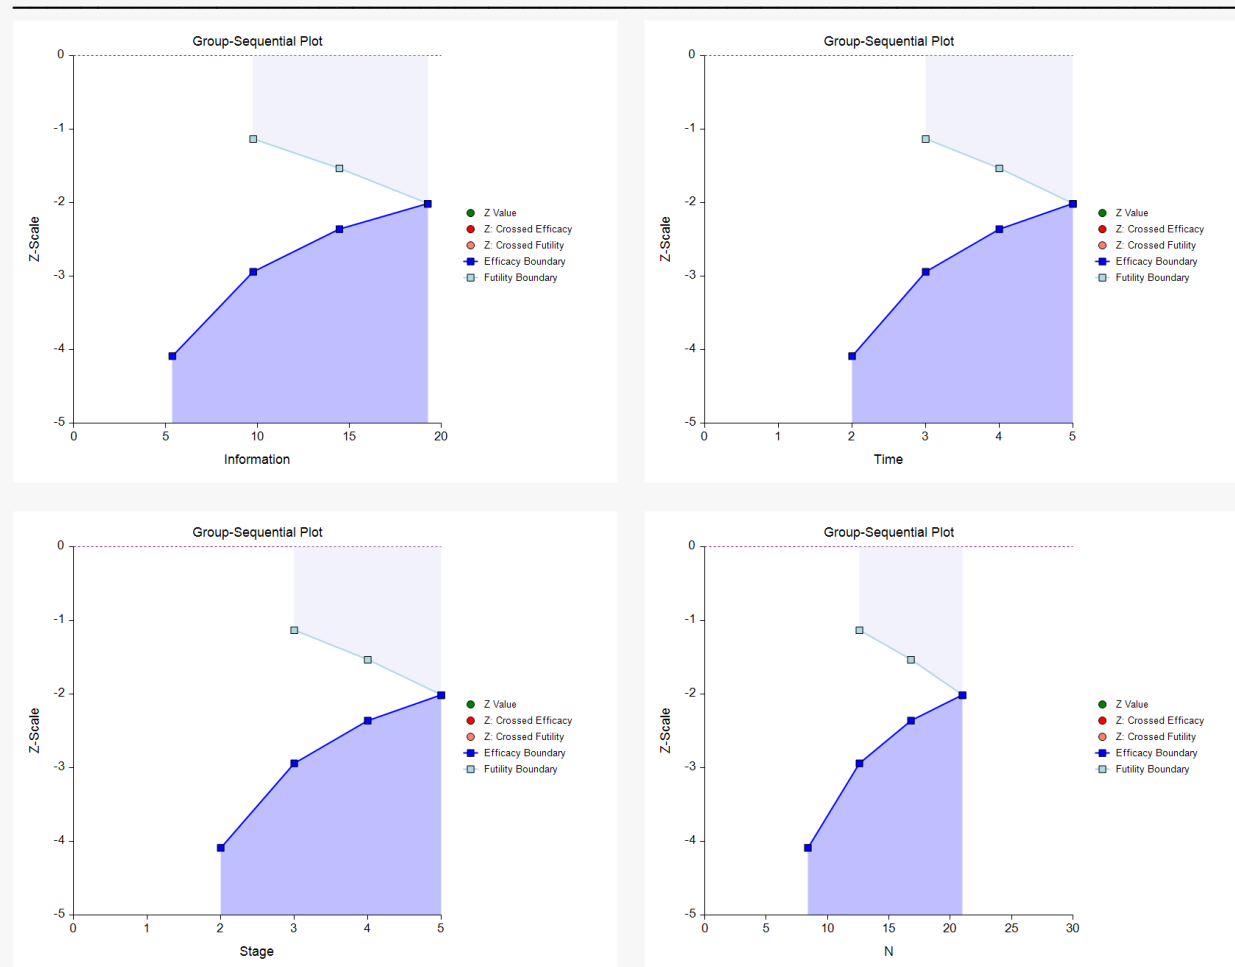 Group-Sequential Plot
0
-1
-2
-3
-4
-5
Z-Scale
0 5 10 15 20
Information
Z Value
Z: Crossed Efficacy
Z: Crossed Futility
Efficacy Boundary
Futility Boundary
Group-Sequential Plot
0
-1
-2
-3
-4
-5
Z-Scale
0 1 2 3 4 5
Time
Z Value
Z: Crossed Efficacy
Z: Crossed Futility
Efficacy Boundary
Futility Boundary
Group-Sequential Plot
0
-1
-2
-3
-4
-5
Z-Scale
0 1 2 3 4 5
Stage
Z Value
Z: Crossed Efficacy
Z: Crossed Futility
Efficacy Boundary
Futility Boundary
Group-Sequential Plot
0
-1
-2
-3
-4
-5
Z-Scale
0 5 10 15 20 25 30
N
Z Value
Z: Crossed Efficacy
Z: Crossed Futility
Efficacy Boundary
Futility Boundary